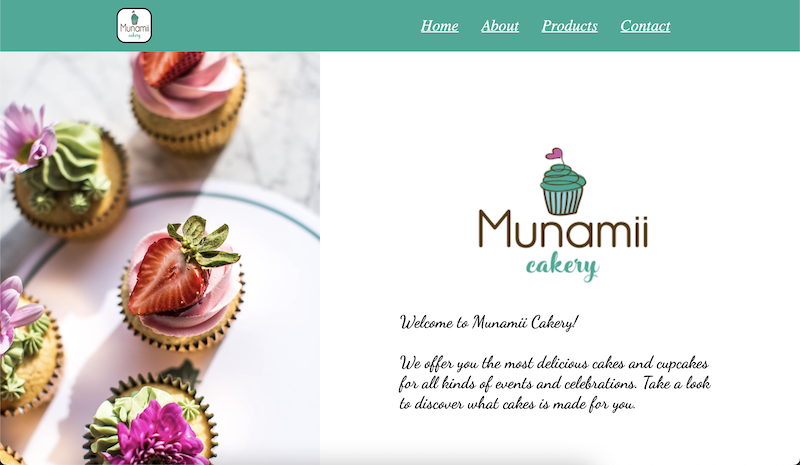 Munamii
cakery
Home About Products Contact
Munamii
cakery
Welcome to Munamii Cakery!
We offer you the most delicious cakes and cupcakes
for all kinds of events and celebrations. Take a look
to discover what cakes is made for you.